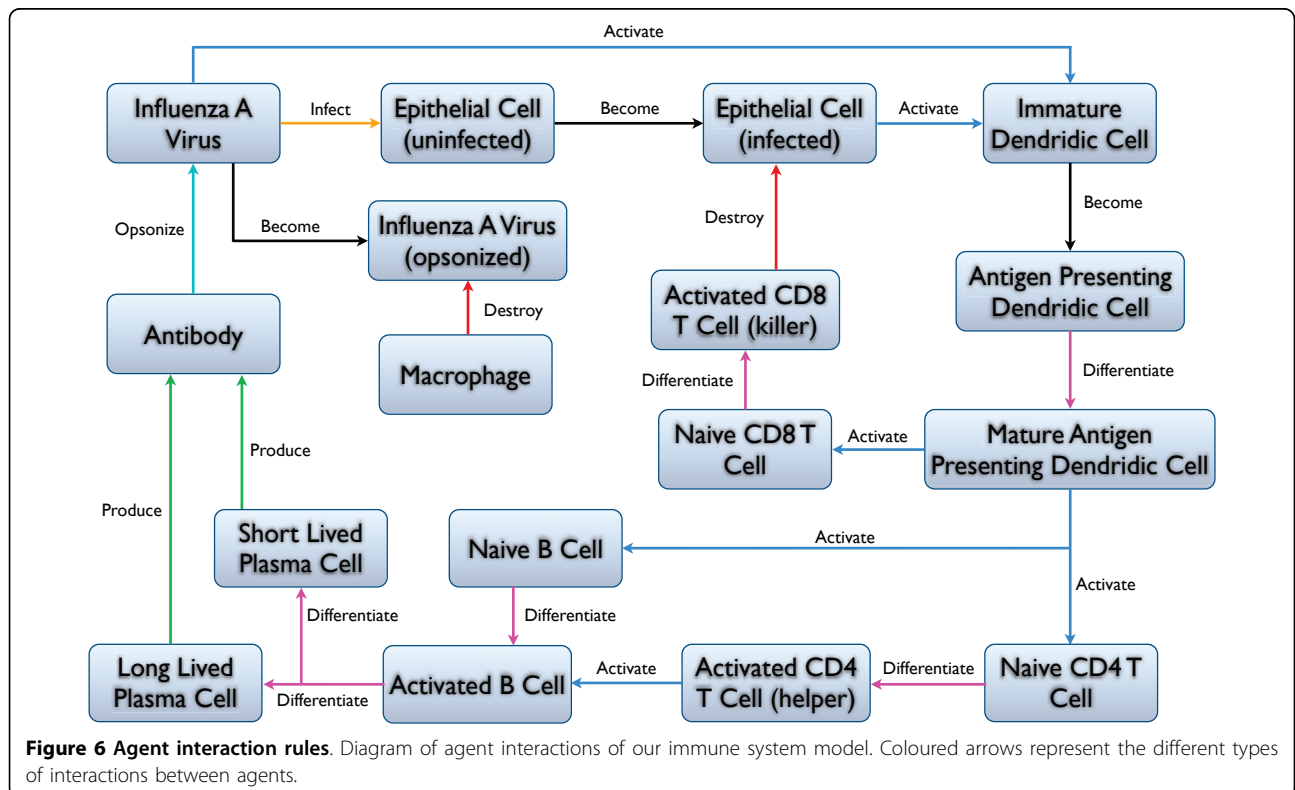 Activate
Influenza A
Virus
Infect
Epithelial Cell
(uninfected)
Become
Epithelial Cell
(infected)
Activate
Immature
Dendridic Cell
Opsonize
Become
Influenza A Virus
(opsonized)
Destroy
Become
Antibody
Destroy
Macrophage
Activated CD8
T Cell (killer)
Antigen Presenting
Dendridic Cell
Differentiate
Differentiate
Naive CD8 T
Cell
Activate
Mature Antigen
Presenting Dendridic Cell
Produce
Produce
Short Lived
Plasma Cell
Naive B Cell
Activate
Activate
Differentiate
Differentiate
Long Lived
Plasma Cell
Differentiate
Activated B Cell
Activate
Activated CD4
T Cell (helper)
Differentiate
Naive CD4 T
Cell
Figure 6 Agent interaction rules. Diagram of agent interactions of our immune system model. Coloured arrows represent the different types
of interactions between agents.